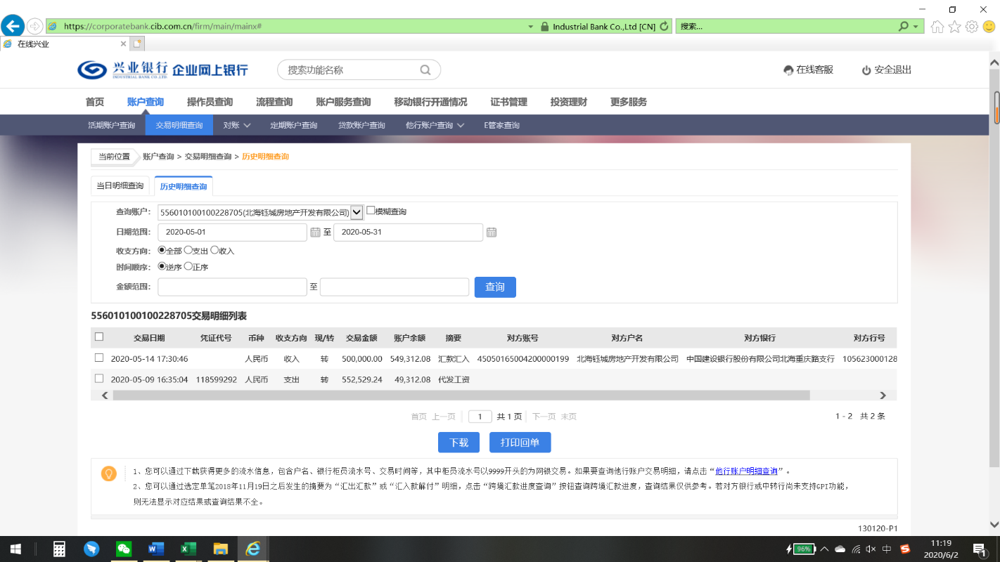 https://corporatebank.cib.com.cn/firm/main/mainx#
Industrial Bank Co.,Ltd [CN]
搜索...
在线兴业
兴业银行 企业网上银行
INDUSTRIAL BANK CO.,LTD.
搜索功能名称
在线客服 安全退出
首页 账户查询 操作员查询 流程查询 账户服务查询 移动银行开通情况 证书管理 投资理财 更多服务
活期账户查询 交易明细查询 对账 定期账户查询 贷款账户查询 他行账户查询 E管家查询
当前位置 账户查询 > 交易明细查询 > 历史明细查询
当日明细查询 历史明细查询
查询账户： 556010100100228705(北海钰城房地产开发有限公司) 模糊查询
日期范围： 2020-05-01 至 2020-05-31
收支方向： 全部 支出 收入
时间顺序： 逆序 正序
金额范围： 至 查询
556010100100228705交易明细列表
交易日期 凭证代号 币种 收支方向 现/转 交易金额 账户余额 摘要 对方账号 对方户名 对方银行 对方行号
2020-05-14 17:30:46 人民币 收入 转 500,000.00 549,312.08 汇款汇入 45050165004200000199 北海钰城房地产开发有限公司 中国建设银行股份有限公司北海重庆路支行 105623000128
2020-05-09 16:35:04 118599292 人民币 支出 转 552,529.24 49,312.08 代发工资
首页 上一页 1 共 1 页 下一页 末页
1 - 2 共 2 条
下载 打印回单
1、您可以通过下载获得更多的流水信息，包含户名、银行柜员流水号、交易时间等，其中柜员流水号以9999开头的为网银交易。如果要查询他行账户交易明细，请点击“他行账户明细查询”。
2、您可以通过选定单笔2018年11月19日之后发生的摘要为“汇出汇款”或“汇入款解付”明细，点击“跨境汇款进度查询”按钮查询跨境汇款进度，查询结果仅供参考。若对方银行或中转行尚未支持GPI功能，
则无法显示对应结果或查询结果不全。
130120-P1
96%
中
11:19
2020/6/2
1